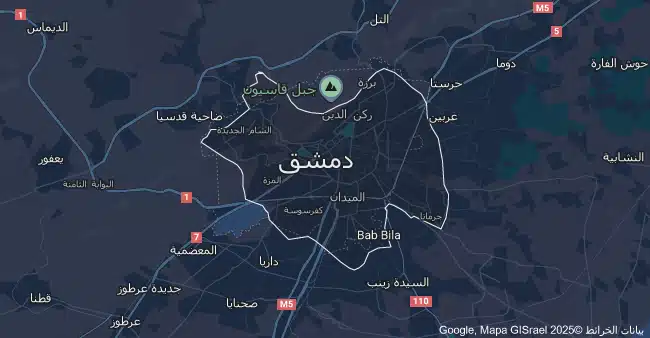 1
التل
M5
الديماس
5
دوما
حوش الفارة
جبل قاسيون
برزة
حرستا
ضاحية قدسيا
ركن الدين
عربين
الشام الجديدة
يعفور
دمشق
النشابية
المزة
البوابة الثامنة
1
الميدان
كفرسوسة
جرمانا
7
Bab Bila
المعضمية
داريا
السيدة زينب
جديدة عرطوز
قطنا
صحنايا
M5
110
عرطوز
بيانات الخرائط ©2025 Google, Mapa GISrael